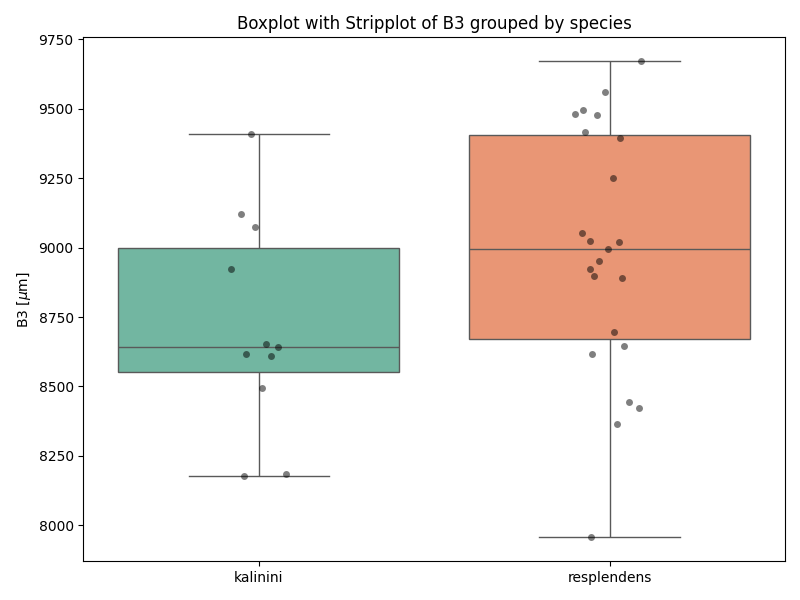 Boxplot with Stripplot of B3 grouped by species
B3 [μm]
9750
9500
9250
9000
8750
8500
8250
8000
kalinini
resplendens